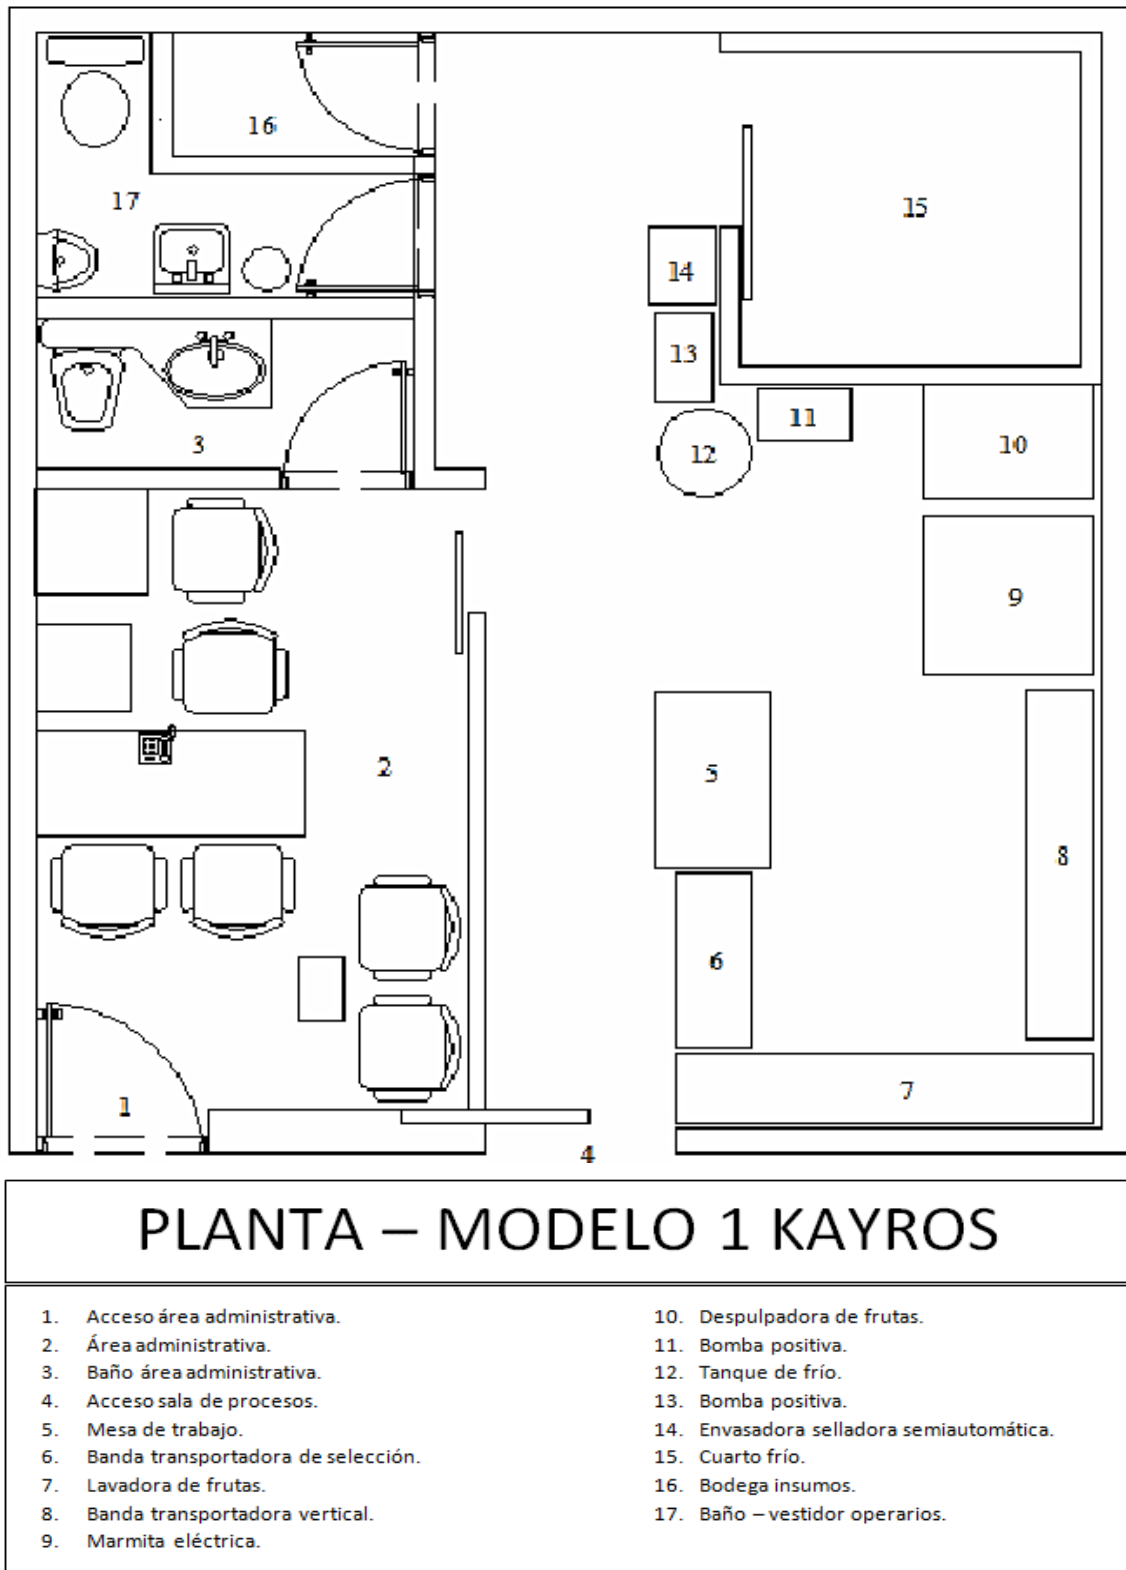 16
17
15
14
13
3
11
10
12
9
2
5
8
6
1
7
4
PLANTA – MODELO 1 KAYROS
1. Acceso área administrativa.
2. Área administrativa.
3. Baño área administrativa.
4. Acceso sala de procesos.
5. Mesa de trabajo.
6. Banda transportadora de selección.
7. Lavadora de frutas.
8. Banda transportadora vertical.
9. Marmita eléctrica.
10. Despulpadora de frutas.
11. Bomba positiva.
12. Tanque de frío.
13. Bomba positiva.
14. Envasadora selladora semiautomática.
15. Cuarto frío.
16. Bodega insumos.
17. Baño – vestidor operarios.